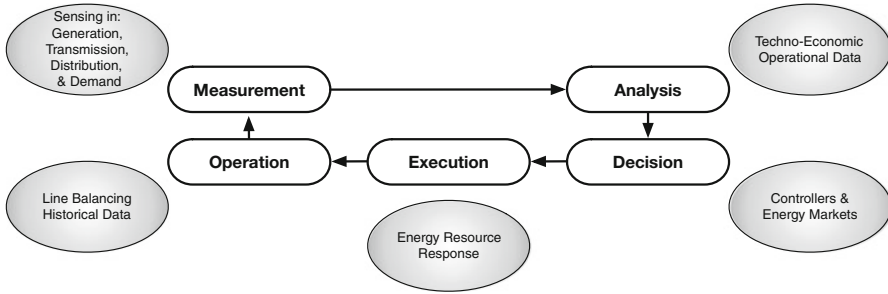 Sensing in:
Generation,
Transmission,
Distribution,
& Demand
Techno-Economic
Operational Data
Measurement
Analysis
Operation
Execution
Decision
Line Balancing
Historical Data
Controllers &
Energy Markets
Energy Resource
Response